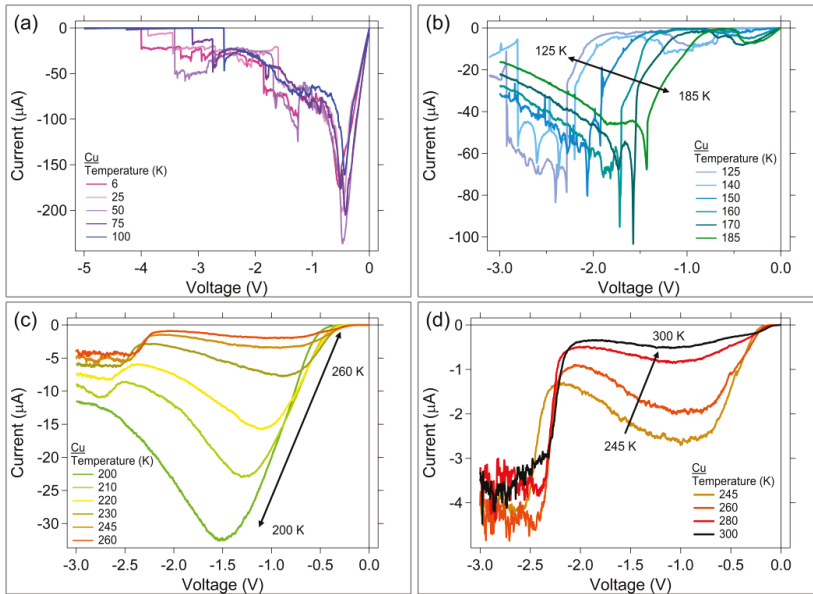 (a)
0
-50
-100
-150
-200
Current (μA)
Cu
Temperature (K)
6
25
50
75
100
-5 -4 -3 -2 -1 0
Voltage (V)
(b)
0
-20
-40
-60
-80
-100
Current (μA)
125 K
185 K
Cu
Temperature (K)
125
140
150
160
170
185
-3.0 -2.0 -1.0 0.0
Voltage (V)
(c)
0
-5
-10
-15
-20
-25
-30
Current (μA)
260 K
200 K
Cu
Temperature (K)
200
210
220
230
245
260
-3.0 -2.5 -2.0 -1.5 -1.0 -0.5 0.0
Voltage (V)
(d)
0
-1
-2
-3
-4
Current (μA)
300 K
245 K
Cu
Temperature (K)
245
260
280
300
-3.0 -2.5 -2.0 -1.5 -1.0 -0.5 0.0
Voltage (V)